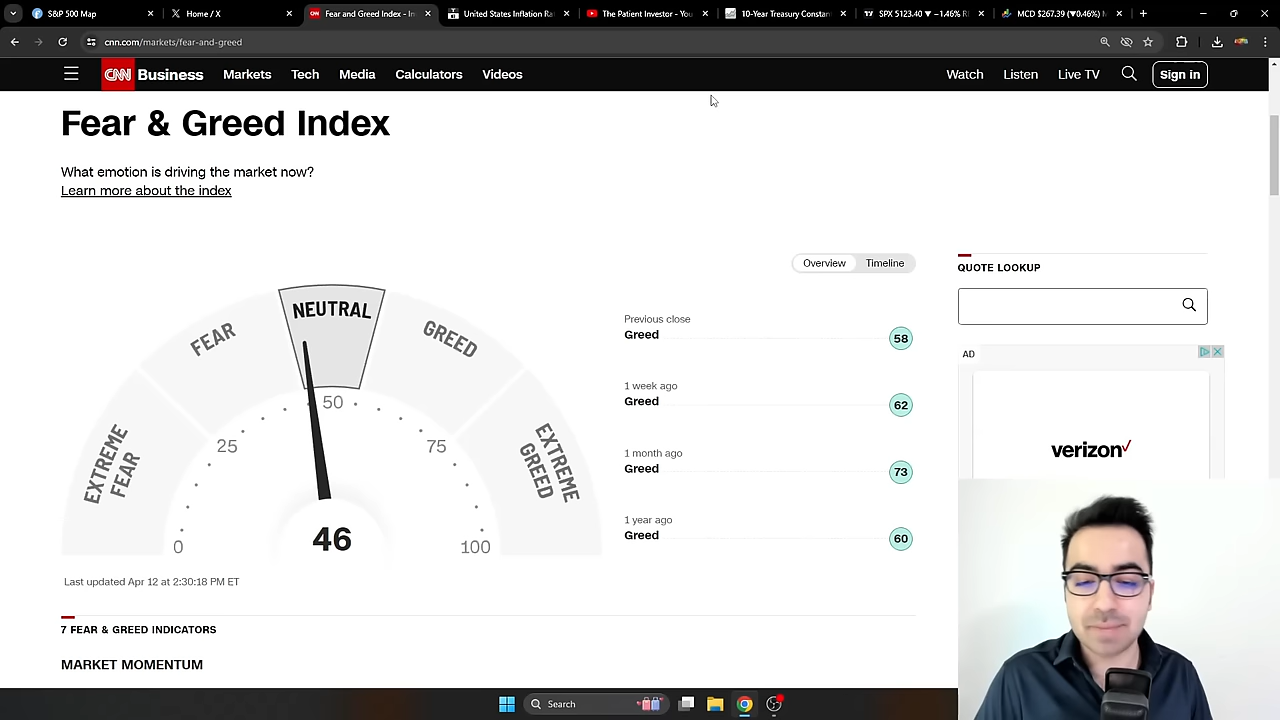 S&P 500 Map
Home / X
Fear and Greed Index - In
United States Inflation Ra
The Patient Investor - You
10-Year Treasury Constan
SPX 5123.40 ▼ −1.46% R
MCD $267.39 (▼0.46%)
cnn.com/markets/fear-and-greed
CNN Business
Markets
Tech
Media
Calculators
Videos
Watch
Listen
Live TV
Sign in
Fear & Greed Index
What emotion is driving the market now?
Learn more about the index
Overview
Timeline
QUOTE LOOKUP
EXTREME FEAR
FEAR
NEUTRAL
GREED
EXTREME GREED
0
25
50
75
100
46
Previous close
Greed
58
1 week ago
Greed
62
1 month ago
Greed
73
1 year ago
Greed
60
AD
verizon
Last updated Apr 12 at 2:30:18 PM ET
7 FEAR & GREED INDICATORS
MARKET MOMENTUM
Search